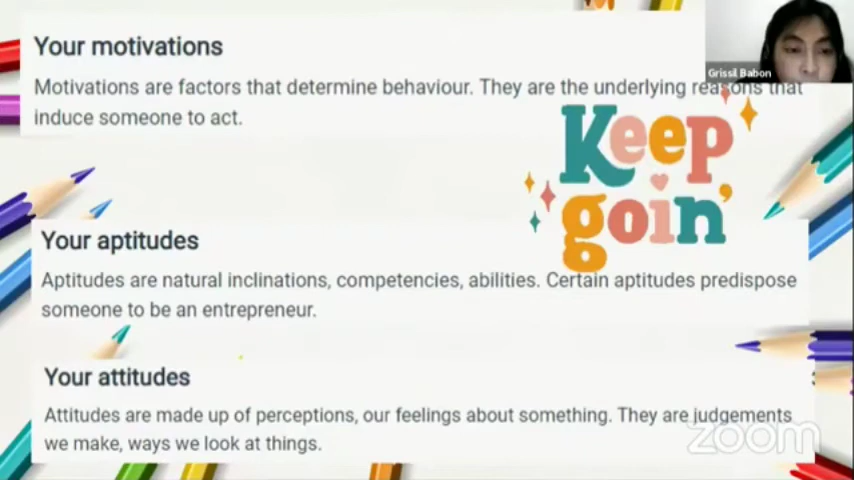 Your motivations
Grissil Babon
Motivations are factors that determine behaviour. They are the underlying reasons that
induce someone to act.
Keep
goin'
Your aptitudes
Aptitudes are natural inclinations, competencies, abilities. Certain aptitudes predispose
someone to be an entrepreneur.
Your attitudes
Attitudes are made up of perceptions, our feelings about something. They are judgements
we make, ways we look at things.
zoom